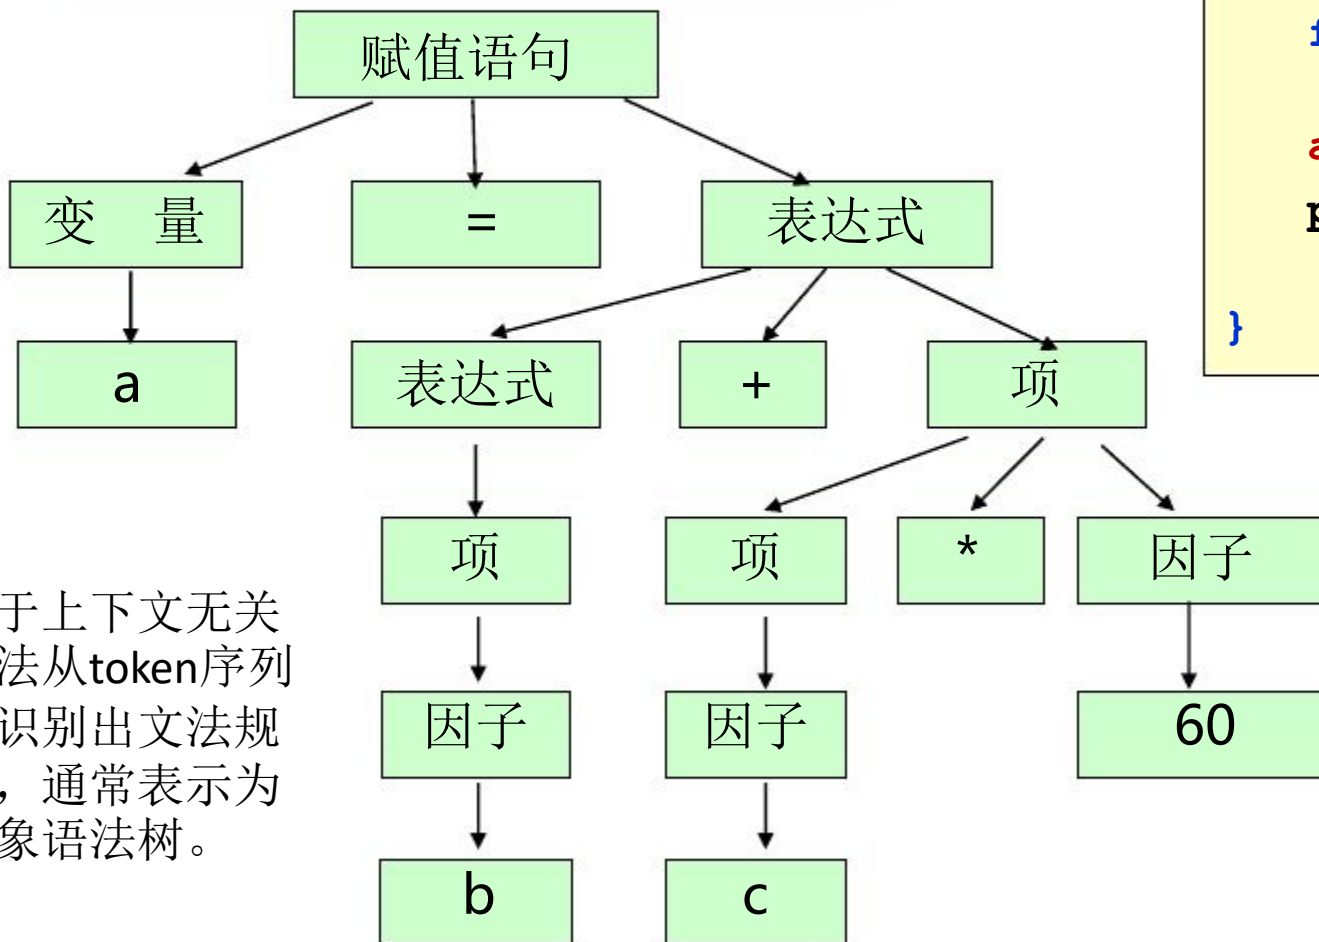 赋值语句
变 量
=
表达式
a
表达式
+
项
项
项
*
因子
因子
因子
60
b
c
于上下文无关
法从token序列
识别出文法规
，通常表示为
象语法树。
a
p
}